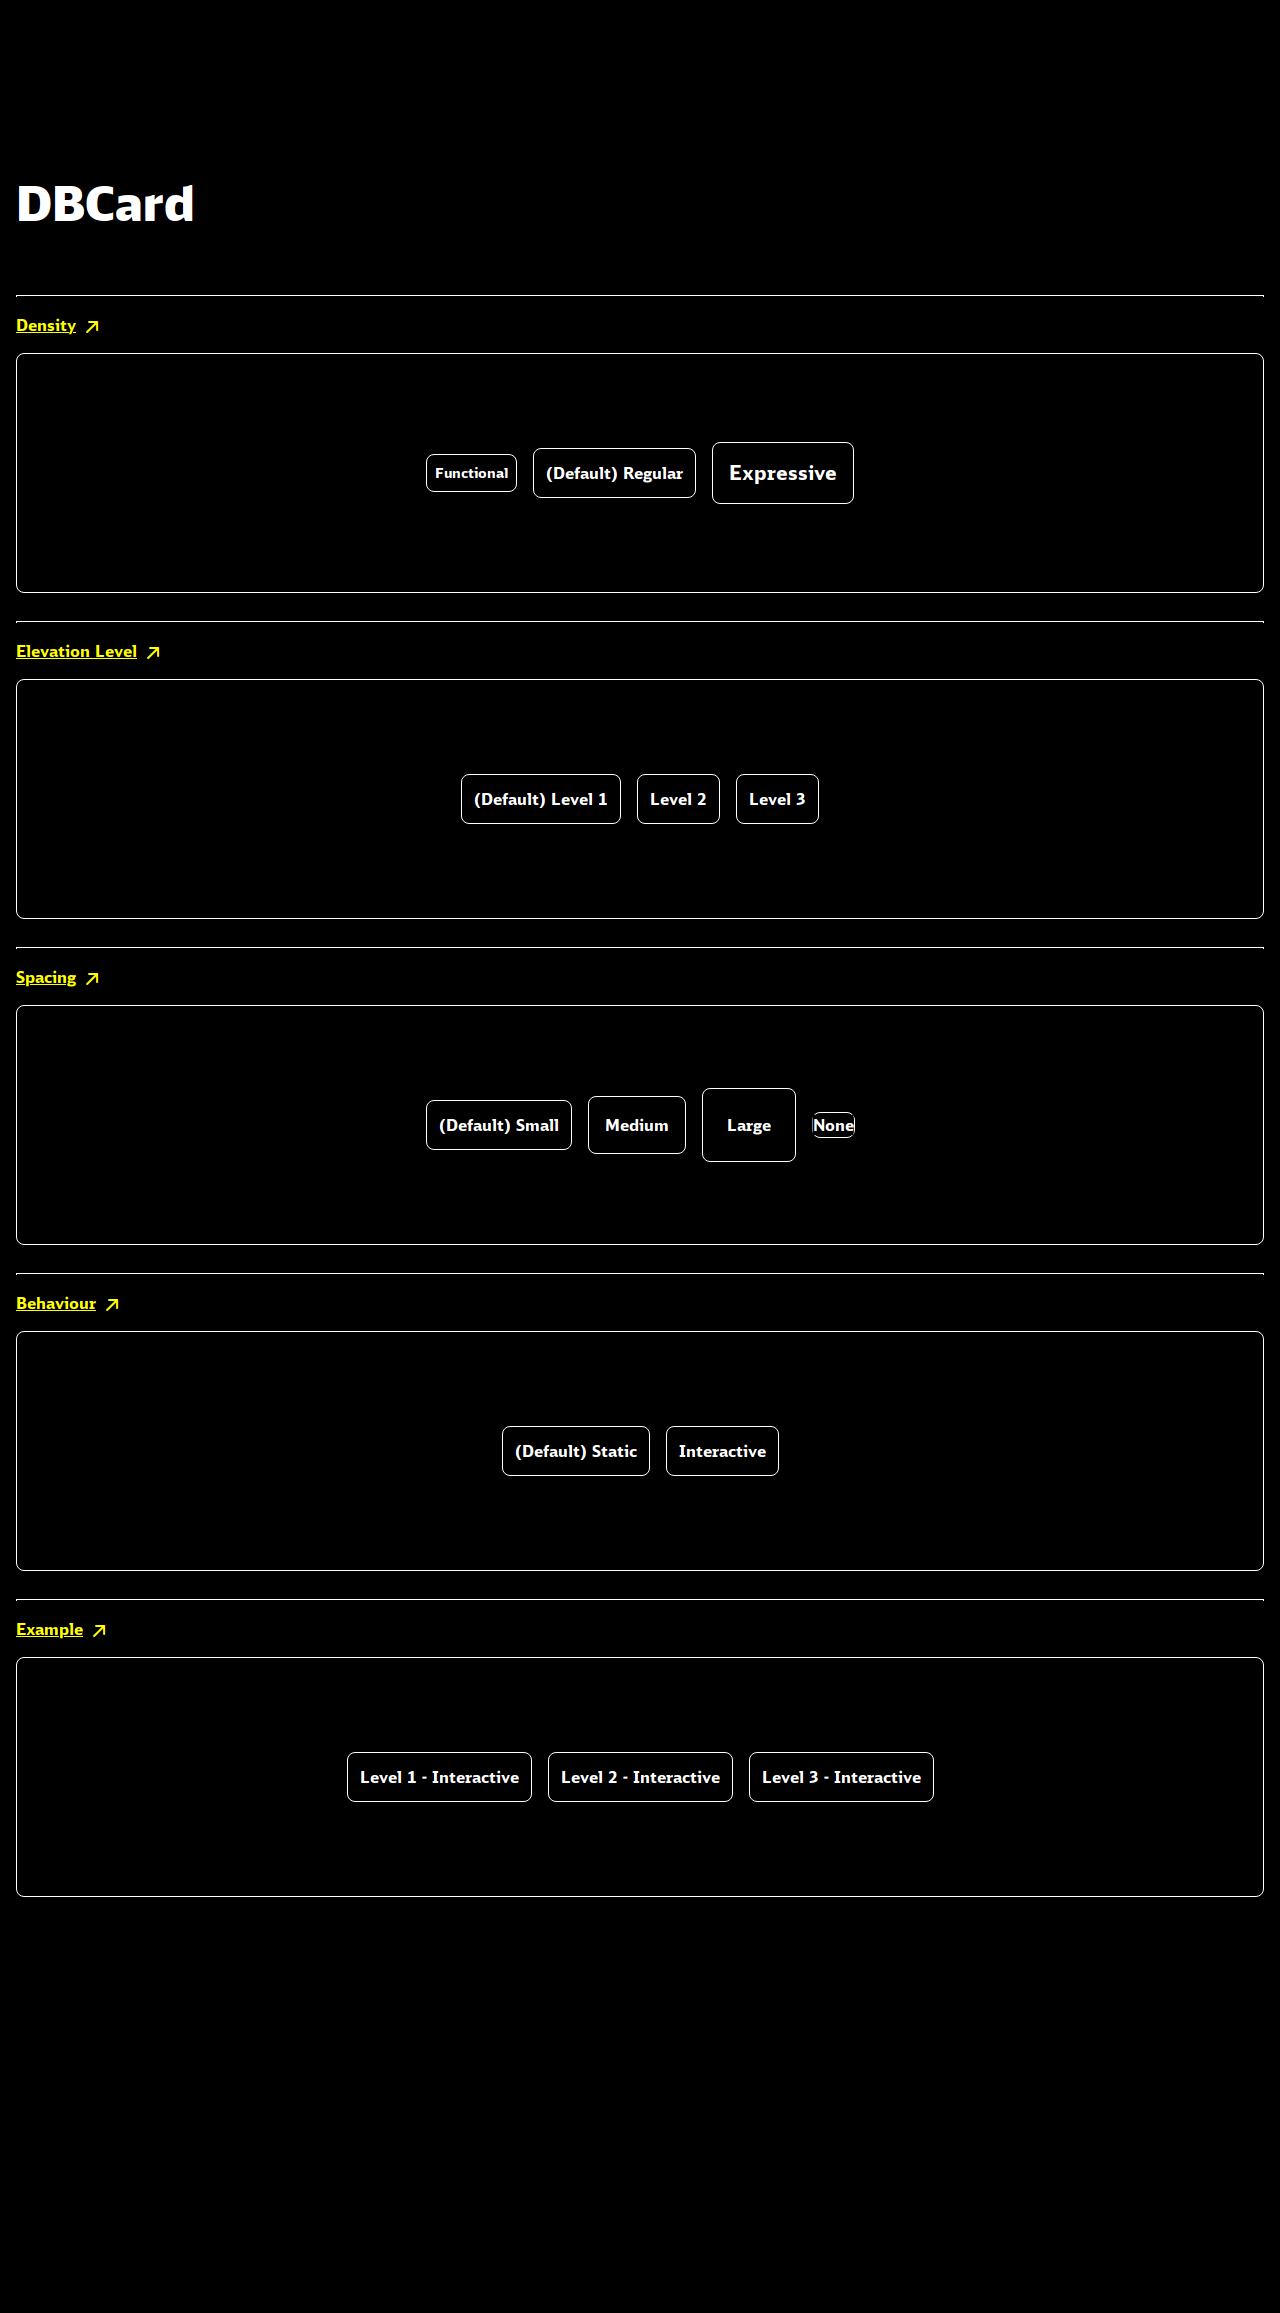 DBCard
Density
Functional (Default) Regular Expressive
Elevation Level
(Default) Level 1 Level 2 Level 3
Spacing
(Default) Small Medium Large None
Behaviour
(Default) Static Interactive
Example
Level 1 - Interactive Level 2 - Interactive Level 3 - Interactive